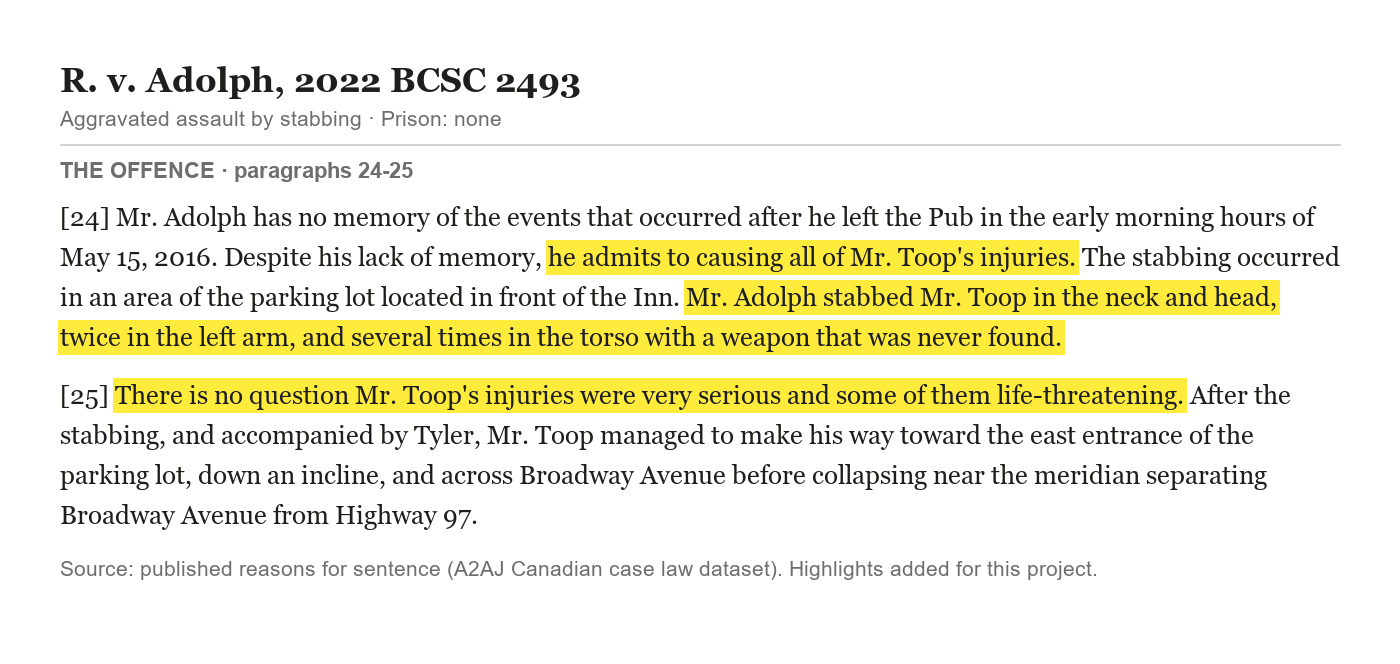 R. v. Adolph, 2022 BCSC 2493
Aggravated assault by stabbing · Prison: none
THE OFFENCE · paragraphs 24-25
[24] Mr. Adolph has no memory of the events that occurred after he left the Pub in the early morning hours of
May 15, 2016. Despite his lack of memory, he admits to causing all of Mr. Toop's injuries. The stabbing occurred
in an area of the parking lot located in front of the Inn. Mr. Adolph stabbed Mr. Toop in the neck and head,
twice in the left arm, and several times in the torso with a weapon that was never found.
[25] There is no question Mr. Toop's injuries were very serious and some of them life-threatening. After the
stabbing, and accompanied by Tyler, Mr. Toop managed to make his way toward the east entrance of the
parking lot, down an incline, and across Broadway Avenue before collapsing near the meridian separating
Broadway Avenue from Highway 97.
Source: published reasons for sentence (A2AJ Canadian case law dataset). Highlights added for this project.